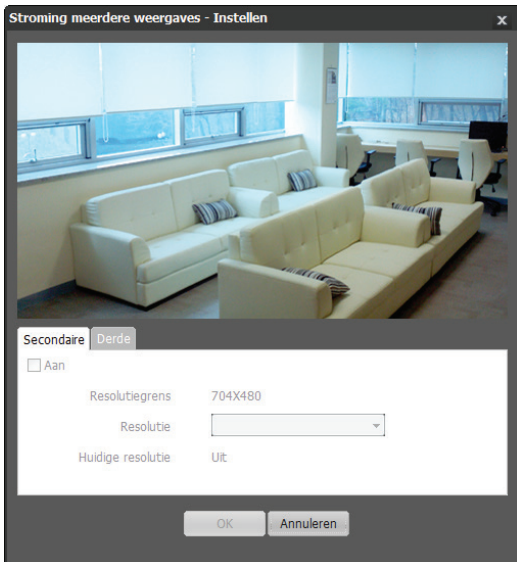 Stroming meerdere weergaves - Instellen x
Secondaire Derde
Aan
Resolutiegrens 704X480
Resolutie
Huidige resolutie Uit
OK Annuleren